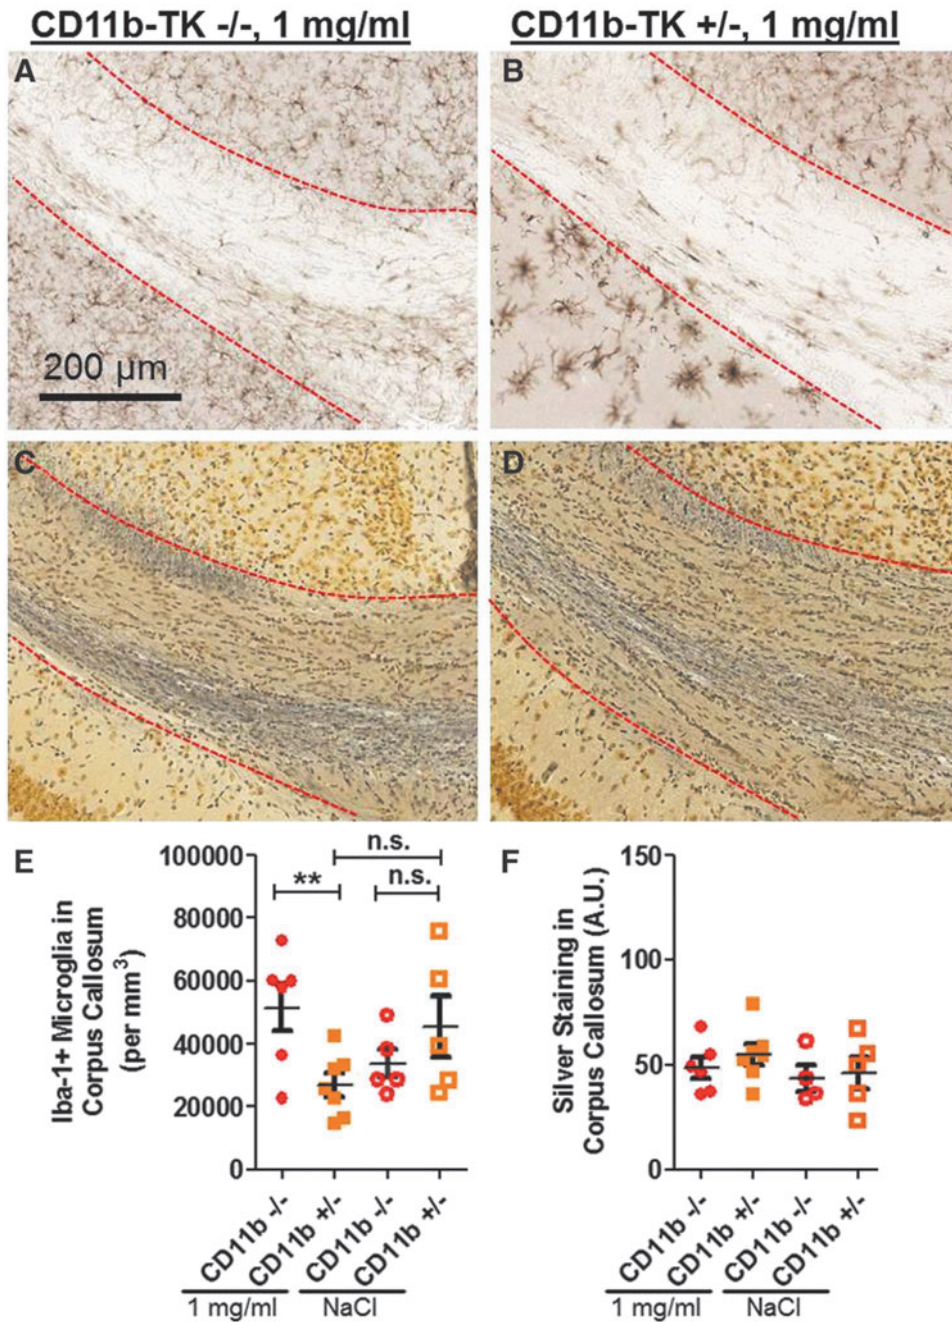 CD11b-TK -/-, 1 mg/ml
CD11b-TK +/-, 1 mg/ml
A
B
200 µm
C
D
E
Iba-1+ Microglia in
Corpus Callosum
(per mm³)
100000
80000
60000
40000
20000
0
**
n.s.
n.s.
CD11b -/-
CD11b +/-
CD11b -/-
CD11b +/-
1 mg/ml
NaCl
F
Silver Staining in
Corpus Callosum (A.U.)
150
100
50
0
CD11b -/-
CD11b +/-
CD11b -/-
CD11b +/-
1 mg/ml
NaCl